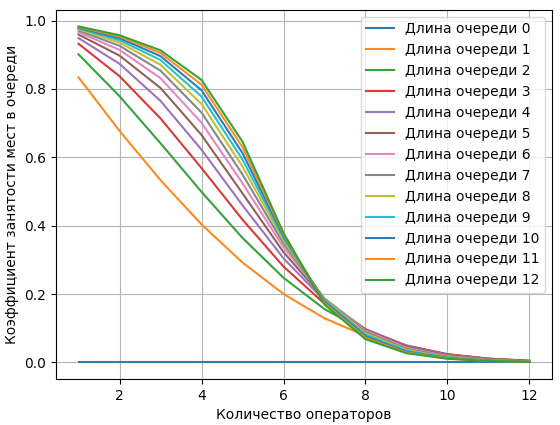 Коэффициент занятости мест в очереди
1.0
0.8
0.6
0.4
0.2
0.0
Длина очереди 0
Длина очереди 1
Длина очереди 2
Длина очереди 3
Длина очереди 4
Длина очереди 5
Длина очереди 6
Длина очереди 7
Длина очереди 8
Длина очереди 9
Длина очереди 10
Длина очереди 11
Длина очереди 12
2 4 6 8 10 12
Количество операторов